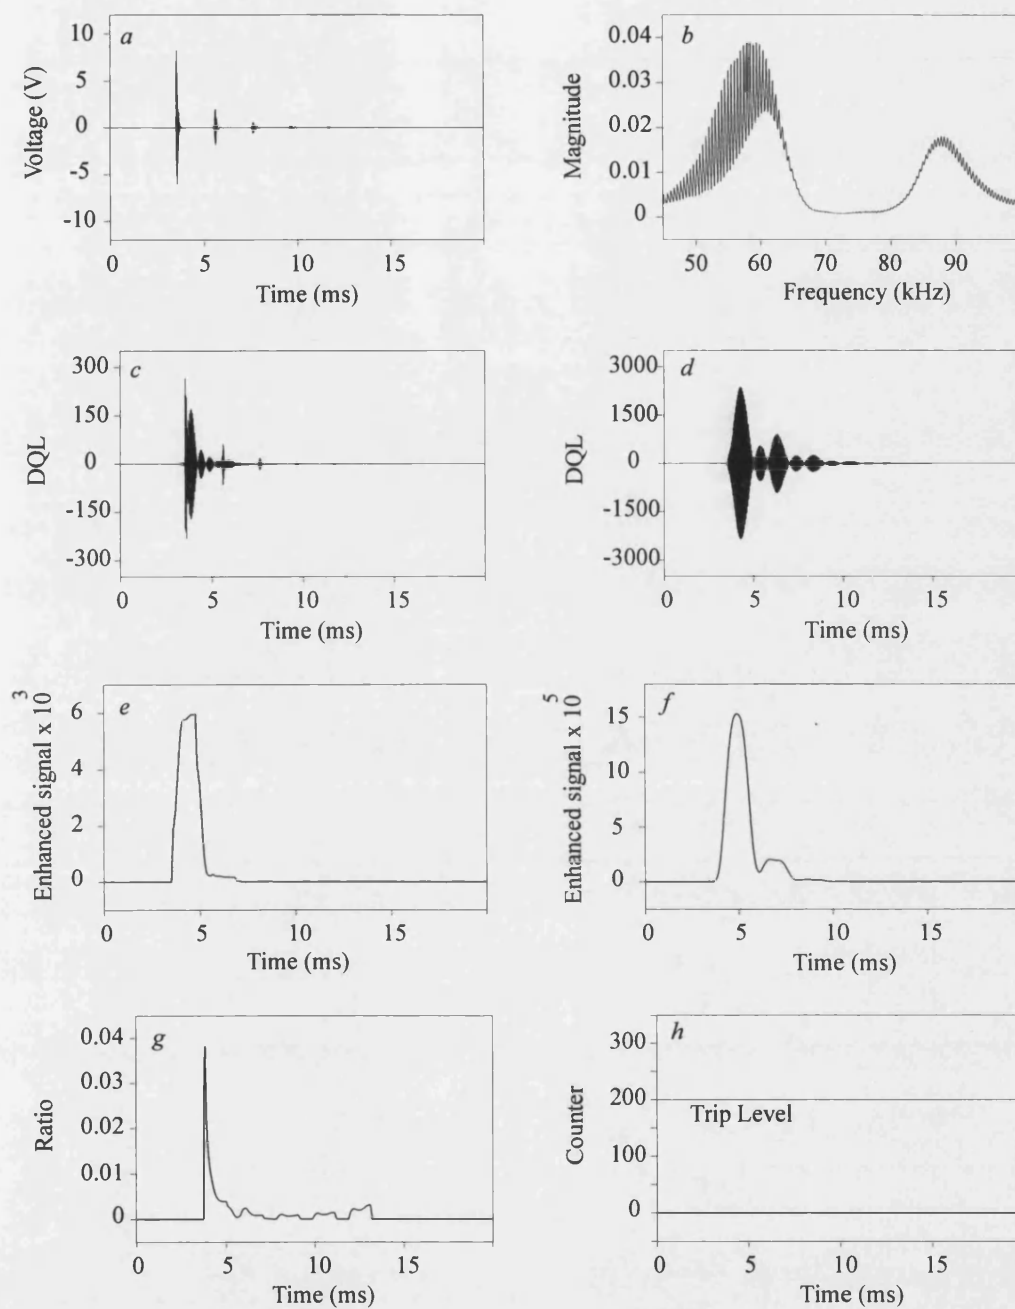 a
Voltage (V)
10
5
0
-5
-10
0 5 10 15
Time (ms)
b
Magnitude
0.04
0.03
0.02
0.01
0
50 60 70 80 90
Frequency (kHz)
c
DQL
300
150
0
-150
-300
0 5 10 15
Time (ms)
d
DQL
3000
1500
0
-1500
-3000
0 5 10 15
Time (ms)
e
Enhanced signal x 10 3
6
4
2
0
0 5 10 15
Time (ms)
f
Enhanced signal x 10 5
15
10
5
0
0 5 10 15
Time (ms)
g
Ratio
0.04
0.03
0.02
0.01
0
0 5 10 15
Time (ms)
h
Counter
300
200
Trip Level
100
0
0 5 10 15
Time (ms)